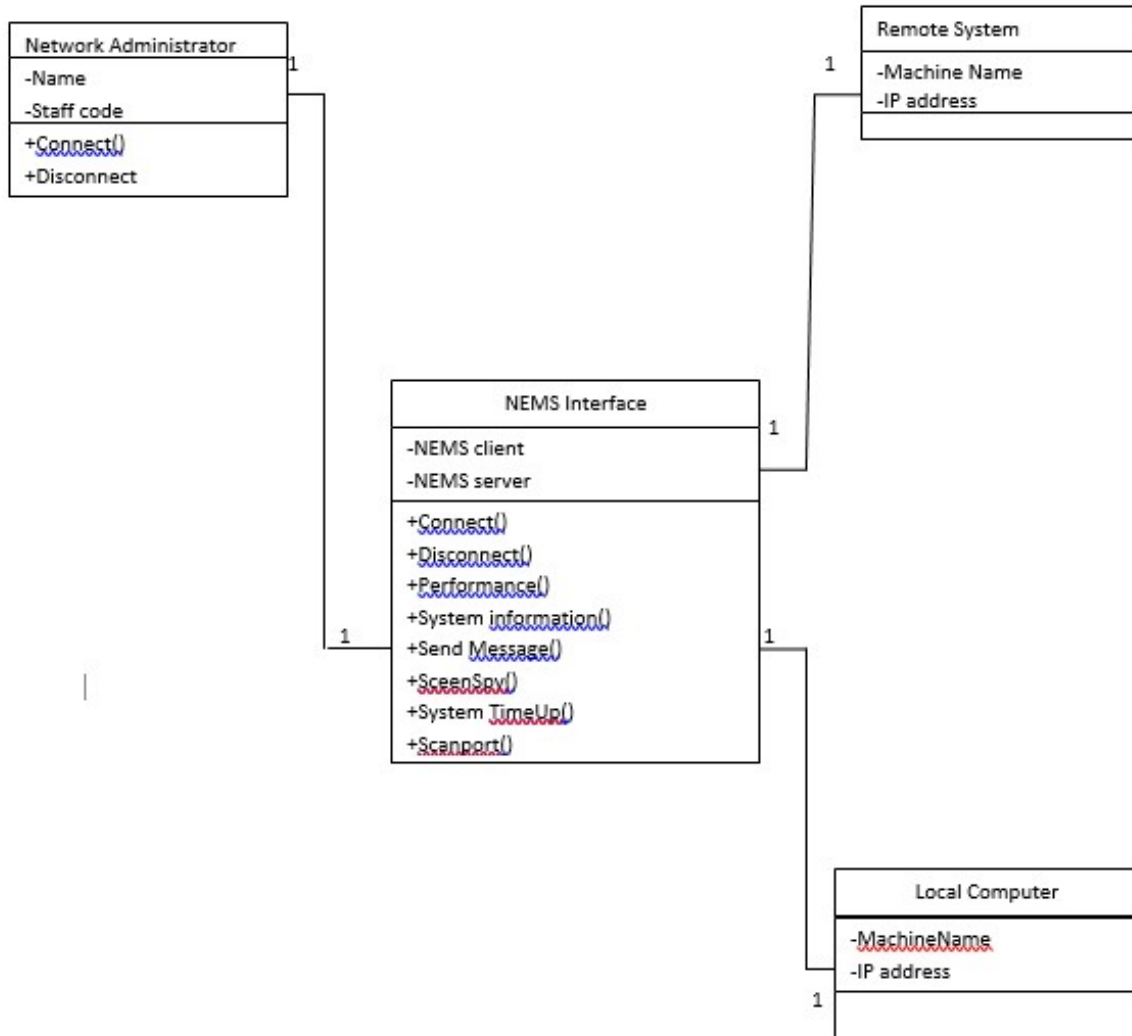 Network Administrator
-Name
-Staff code
+Connect()
+Disconnect
1
Remote System
-Machine Name
-IP address
1
NEMS Interface
-NEMS client
-NEMS server
+Connect()
+Disconnect()
+Performance()
+System information()
+Send Message()
+SceenSpy()
+System TimeUp()
+Scanport()
1
1
1
Local Computer
-MachineName
-IP address
1